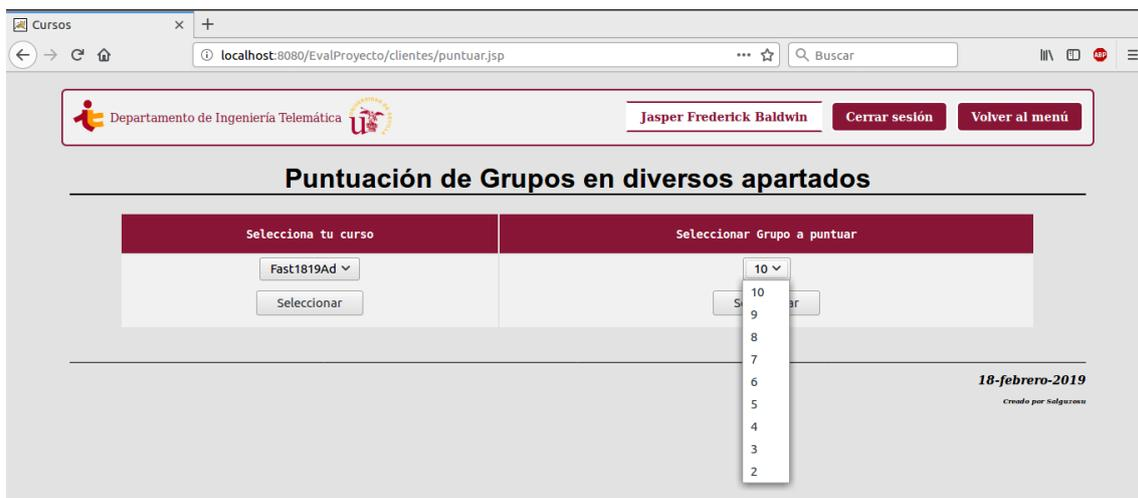 Cursos
localhost:8080/EvalProyecto/clientes/puntuar.jsp
Buscar
ABP
Departamento de Ingeniería Telemática
Jasper Frederick Baldwin
Cerrar sesión
Volver al menú
Puntuación de Grupos en diversos apartados
Selecciona tu curso
Seleccionar Grupo a puntuar
Fast1819Ad
10
Seleccionar
10
9
8
7
6
5
4
3
2
18-febrero-2019
Creado por Salguzosu